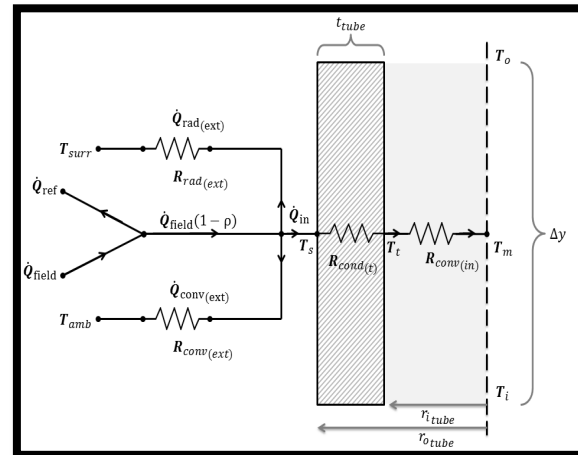 t_tube
T_o
Q̇_rad(ext)
T_surr
R_rad(ext)
Q̇_ref
Q̇_field(1−ρ)
Q̇_in
T_s
R_cond(t)
T_t
R_conv(in)
T_m
Δy
Q̇_field
Q̇_conv(ext)
T_amb
R_conv(ext)
T_i
r_i_tube
r_o_tube